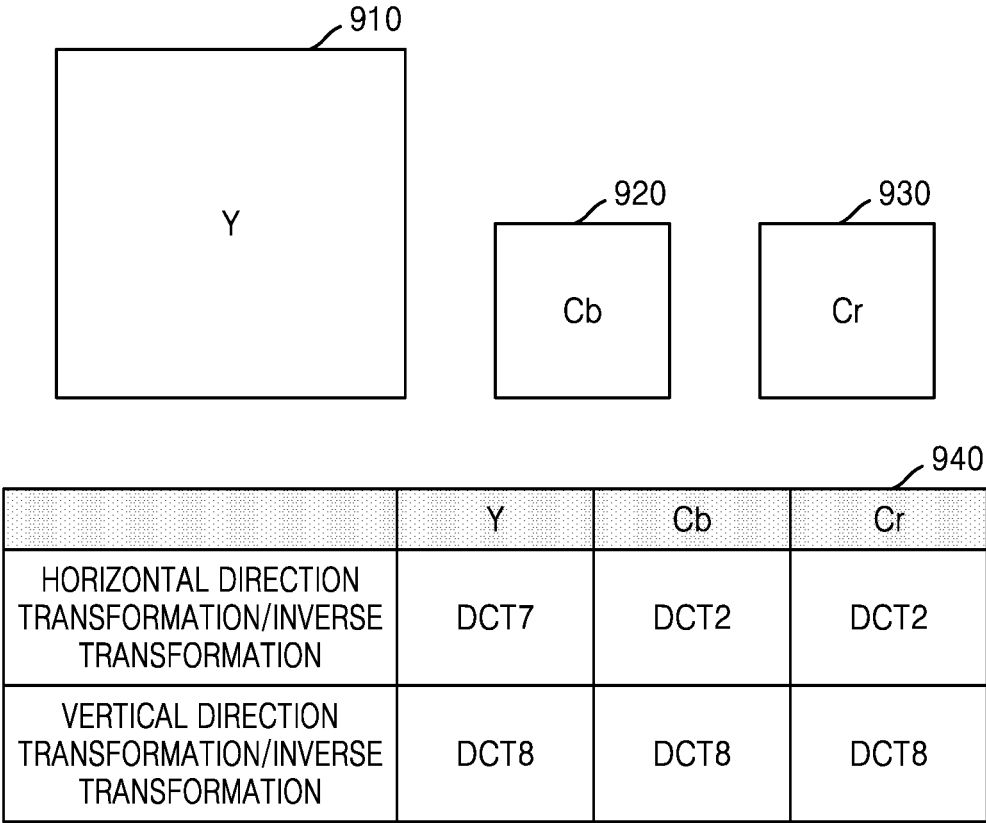 910
Y
920
Cb
930
Cr
940
Y Cb Cr
HORIZONTAL DIRECTION
TRANSFORMATION/INVERSE
TRANSFORMATION
DCT7 DCT2 DCT2
VERTICAL DIRECTION
TRANSFORMATION/INVERSE
TRANSFORMATION
DCT8 DCT8 DCT8